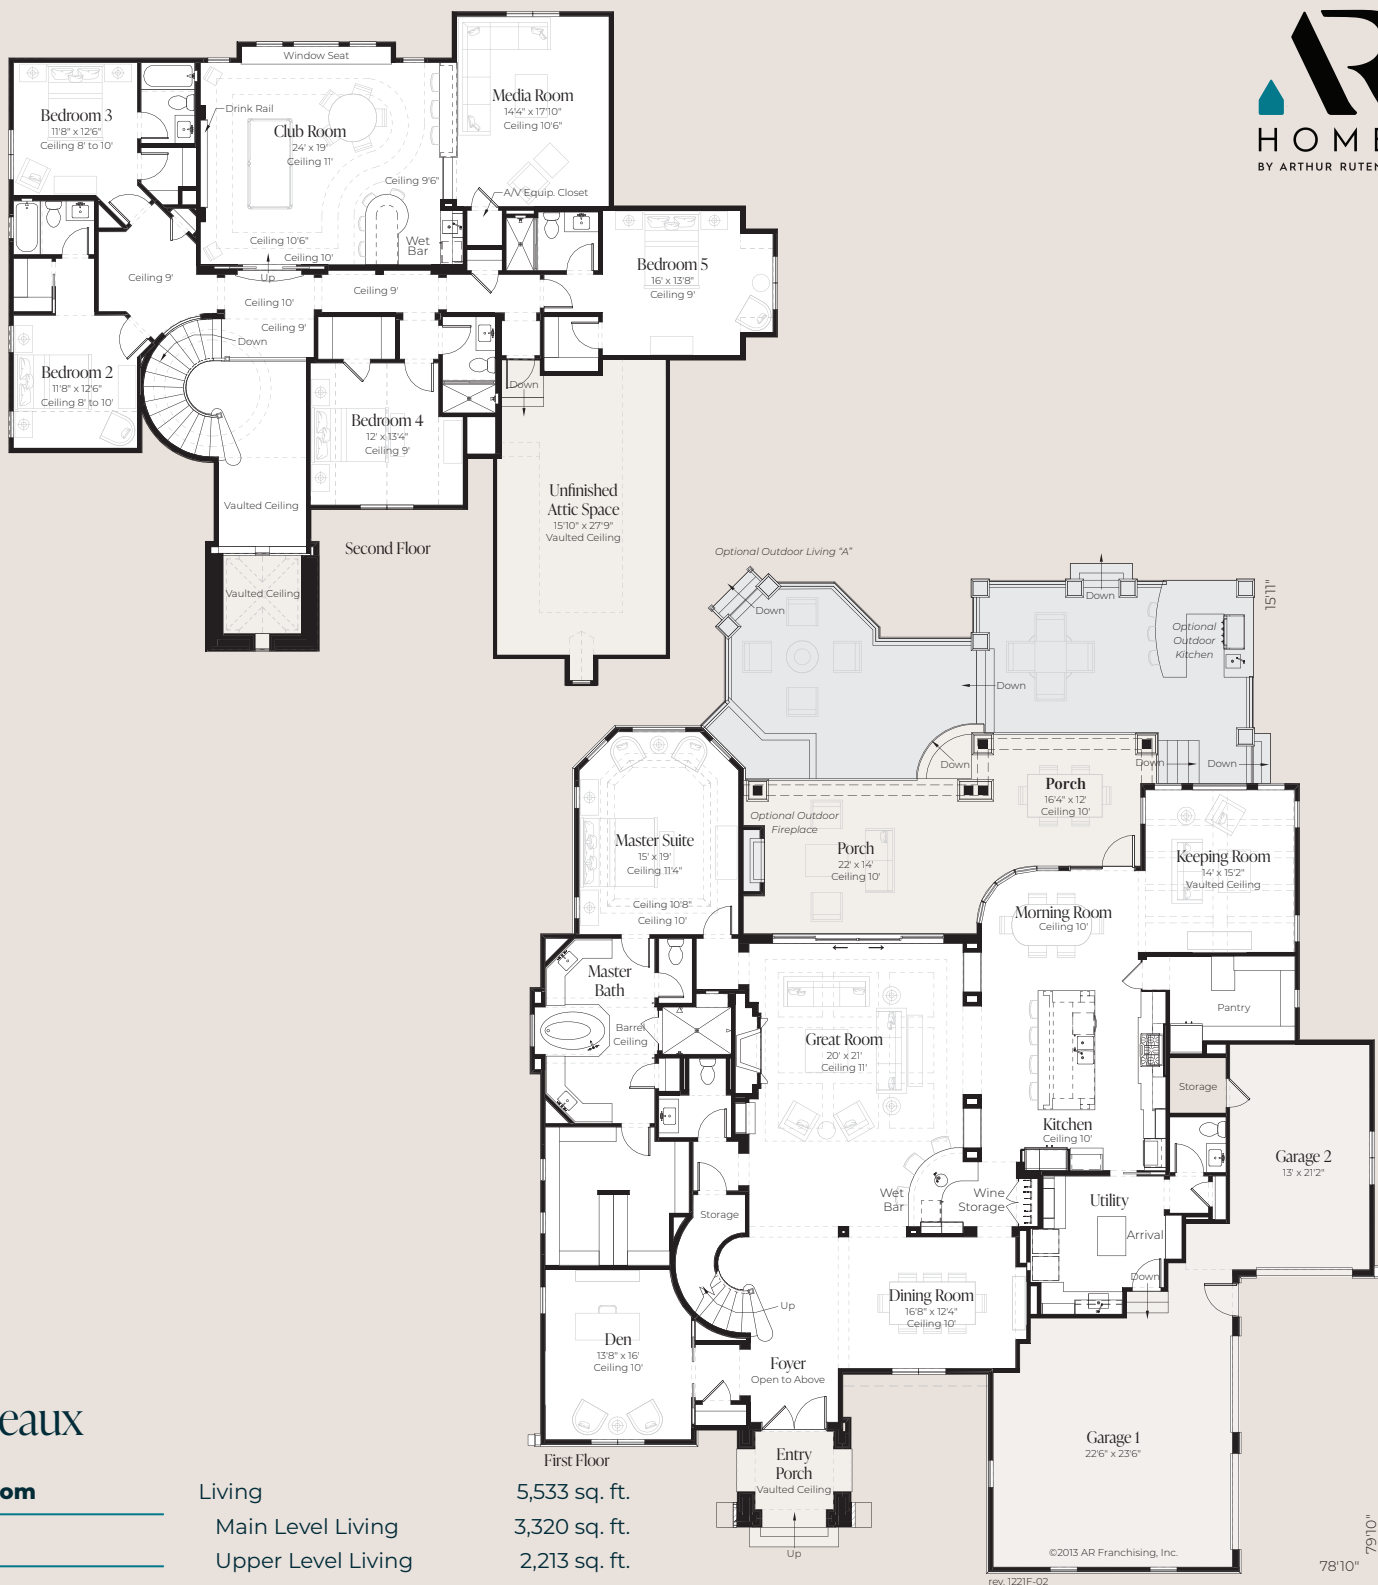 AR
HOME
BY ARTHUR RUTEN
Window Seat
Media Room
14'4" x 17'10"
Ceiling 10'6"
Bedroom 3
11'8" x 12'6"
Ceiling 8' to 10'
Drink Rail
Club Room
24' x 19'
Ceiling 11'
Ceiling 9'6"
A/V Equip. Closet
Ceiling 10'6"
Wet
Bar
Ceiling 10'
Up
Bedroom 5
16' x 13'8"
Ceiling 9'
Ceiling 9'
Ceiling 9'
Ceiling 10'
Ceiling 9'
Down
Bedroom 2
11'8" x 12'6"
Ceiling 8' to 10'
Down
Bedroom 4
12' x 13'4"
Ceiling 9'
Vaulted Ceiling
Unfinished
Attic Space
15'10" x 27'9"
Vaulted Ceiling
Second Floor
Vaulted Ceiling
Optional Outdoor Living "A"
15'11"
Down
Down
Optional
Outdoor
Kitchen
Down
Down
Down
Down
Porch
16'4" x 12'
Ceiling 10'
Optional Outdoor
Fireplace
Porch
22' x 14'
Ceiling 10'
Master Suite
15' x 19'
Ceiling 11'4"
Ceiling 10'8"
Ceiling 10'
Keeping Room
14' x 15'2"
Vaulted Ceiling
Morning Room
Ceiling 10'
Master
Bath
Barrel
Ceiling
Pantry
Great Room
20' x 21'
Ceiling 11'
Storage
Kitchen
Ceiling 10'
Garage 2
13' x 21'2"
Wet
Bar
Wine
Storage
Utility
Arrival
Storage
Down
Up
Dining Room
16'8" x 12'4"
Ceiling 10'
Den
13'8" x 16'
Ceiling 10'
Foyer
Open to Above
Garage 1
22'6" x 23'6"
First Floor
Entry
Porch
Vaulted Ceiling
Up
©2013 AR Franchising, Inc.
rev. 1221F-02
78'10"
79'10"
eaux
om
Living 5,533 sq. ft.
Main Level Living 3,320 sq. ft.
Upper Level Living 2,213 sq. ft.